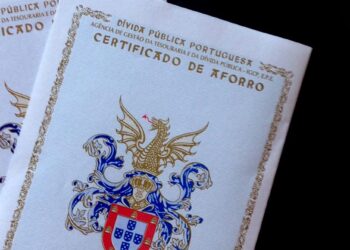 DÍVIDA PÚBLICA PORTUGUESA
AGÊNCIA DE GESTÃO DA TESOURARIA E DA DÍVIDA PÚBLICA - IGCP, E.P.E.
CERTIFICADO DE AFORRO